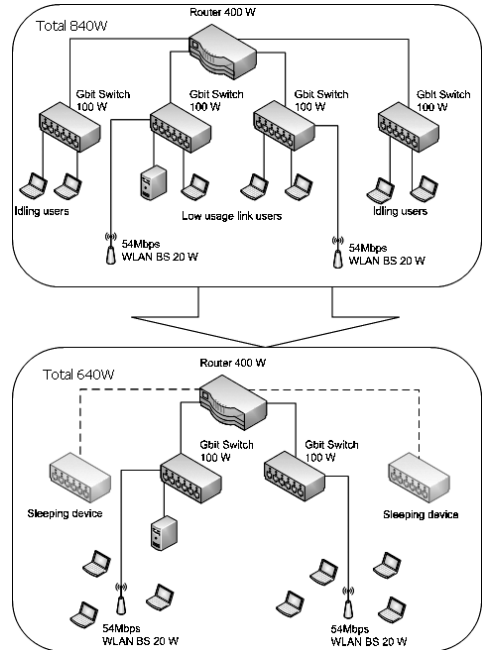 Router 400 W
Total 840W
Gbit Switch
100 W
Gbit Switch
100 W
Gbit Switch
100 W
Gbit Switch
100 W
Idling users
Low usage link users
Idling users
54Mbps
WLAN BS 20 W
54Mbps
WLAN BS 20 W
Router 400 W
Total 640W
Gbit Switch
100 W
Gbit Switch
100 W
Sleeping device
Sleeping device
54Mbps
WLAN BS 20 W
54Mbps
WLAN BS 20 W